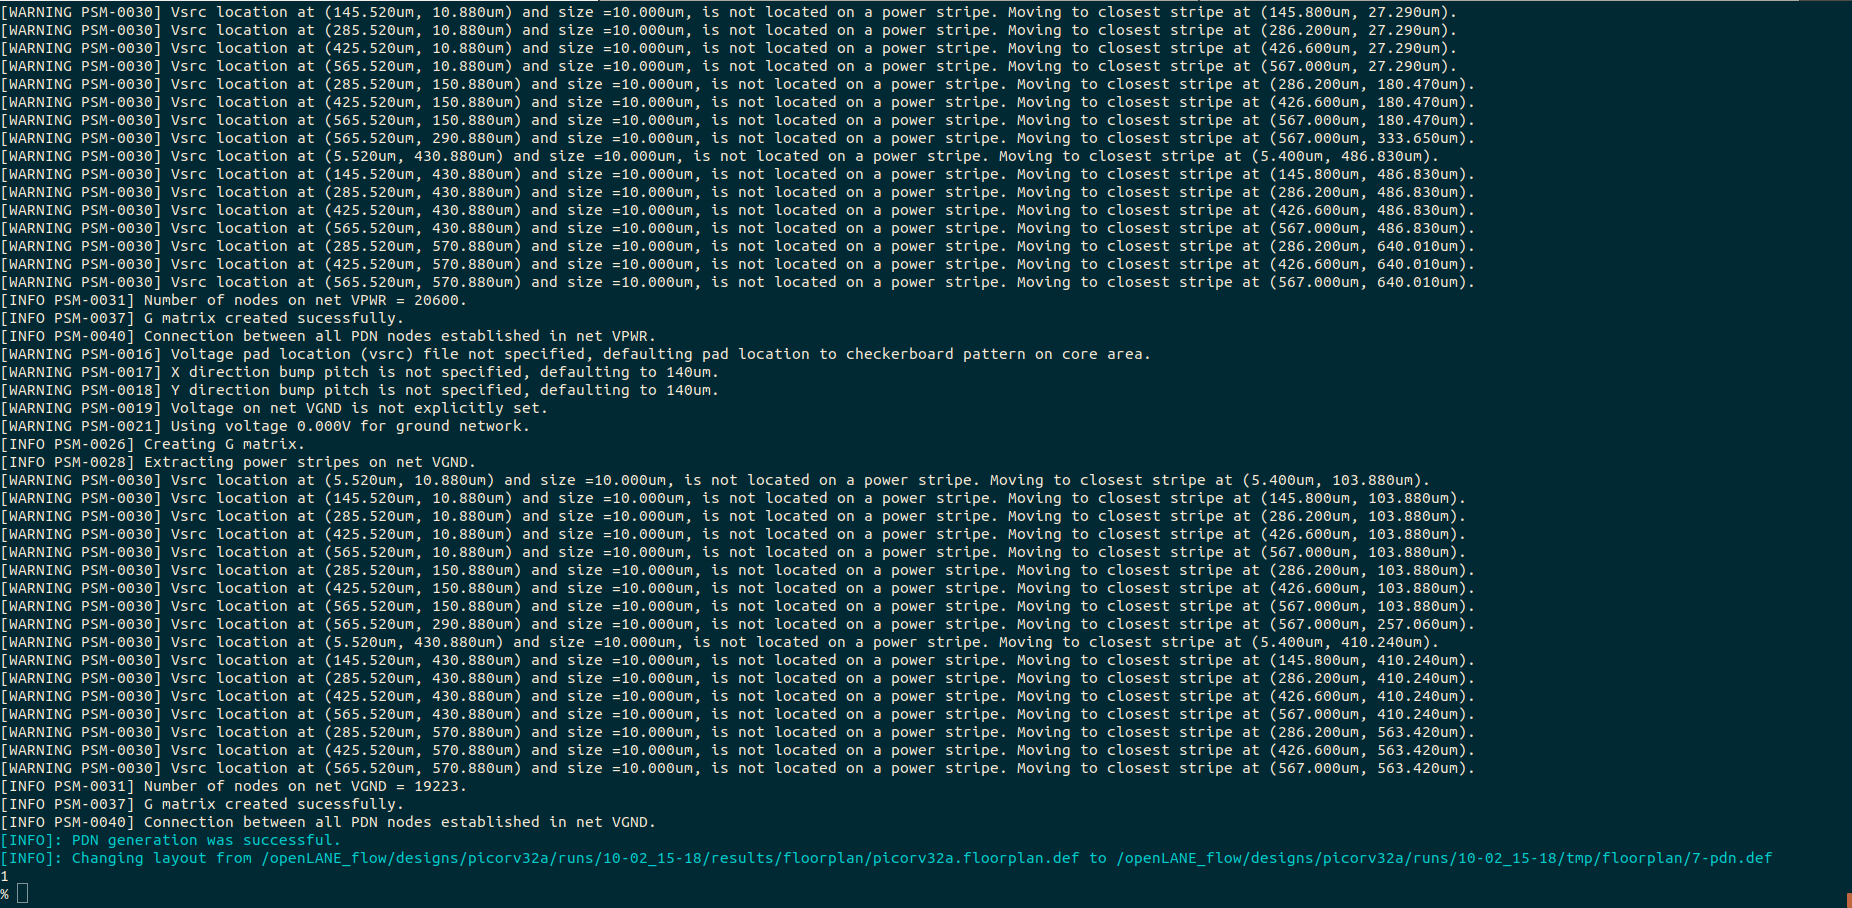 [WARNING PSM-0030] Vsrc location at (145.520um, 10.880um) and size =10.000um, is not located on a power stripe. Moving to closest stripe at (145.800um, 27.290um).
[WARNING PSM-0030] Vsrc location at (285.520um, 10.880um) and size =10.000um, is not located on a power stripe. Moving to closest stripe at (286.200um, 27.290um).
[WARNING PSM-0030] Vsrc location at (425.520um, 10.880um) and size =10.000um, is not located on a power stripe. Moving to closest stripe at (426.600um, 27.290um).
[WARNING PSM-0030] Vsrc location at (565.520um, 10.880um) and size =10.000um, is not located on a power stripe. Moving to closest stripe at (567.000um, 27.290um).
[WARNING PSM-0030] Vsrc location at (285.520um, 150.880um) and size =10.000um, is not located on a power stripe. Moving to closest stripe at (286.200um, 180.470um).
[WARNING PSM-0030] Vsrc location at (425.520um, 150.880um) and size =10.000um, is not located on a power stripe. Moving to closest stripe at (426.600um, 180.470um).
[WARNING PSM-0030] Vsrc location at (565.520um, 150.880um) and size =10.000um, is not located on a power stripe. Moving to closest stripe at (567.000um, 180.470um).
[WARNING PSM-0030] Vsrc location at (565.520um, 290.880um) and size =10.000um, is not located on a power stripe. Moving to closest stripe at (567.000um, 333.650um).
[WARNING PSM-0030] Vsrc location at (5.520um, 430.880um) and size =10.000um, is not located on a power stripe. Moving to closest stripe at (5.400um, 486.830um).
[WARNING PSM-0030] Vsrc location at (145.520um, 430.880um) and size =10.000um, is not located on a power stripe. Moving to closest stripe at (145.800um, 486.830um).
[WARNING PSM-0030] Vsrc location at (285.520um, 430.880um) and size =10.000um, is not located on a power stripe. Moving to closest stripe at (286.200um, 486.830um).
[WARNING PSM-0030] Vsrc location at (425.520um, 430.880um) and size =10.000um, is not located on a power stripe. Moving to closest stripe at (426.600um, 486.830um).
[WARNING PSM-0030] Vsrc location at (565.520um, 430.880um) and size =10.000um, is not located on a power stripe. Moving to closest stripe at (567.000um, 486.830um).
[WARNING PSM-0030] Vsrc location at (285.520um, 570.880um) and size =10.000um, is not located on a power stripe. Moving to closest stripe at (286.200um, 640.010um).
[WARNING PSM-0030] Vsrc location at (425.520um, 570.880um) and size =10.000um, is not located on a power stripe. Moving to closest stripe at (426.600um, 640.010um).
[WARNING PSM-0030] Vsrc location at (565.520um, 570.880um) and size =10.000um, is not located on a power stripe. Moving to closest stripe at (567.000um, 640.010um).
[INFO PSM-0031] Number of nodes on net VPWR = 20600.
[INFO PSM-0037] G matrix created sucessfully.
[INFO PSM-0040] Connection between all PDN nodes established in net VPWR.
[WARNING PSM-0016] Voltage pad location (vsrc) file not specified, defaulting pad location to checkerboard pattern on core area.
[WARNING PSM-0017] X direction bump pitch is not specified, defaulting to 140um.
[WARNING PSM-0018] Y direction bump pitch is not specified, defaulting to 140um.
[WARNING PSM-0019] Voltage on net VGND is not explicitly set.
[WARNING PSM-0021] Using voltage 0.000V for ground network.
[INFO PSM-0026] Creating G matrix.
[INFO PSM-0028] Extracting power stripes on net VGND.
[WARNING PSM-0030] Vsrc location at (5.520um, 10.880um) and size =10.000um, is not located on a power stripe. Moving to closest stripe at (5.400um, 103.880um).
[WARNING PSM-0030] Vsrc location at (145.520um, 10.880um) and size =10.000um, is not located on a power stripe. Moving to closest stripe at (145.800um, 103.880um).
[WARNING PSM-0030] Vsrc location at (285.520um, 10.880um) and size =10.000um, is not located on a power stripe. Moving to closest stripe at (286.200um, 103.880um).
[WARNING PSM-0030] Vsrc location at (425.520um, 10.880um) and size =10.000um, is not located on a power stripe. Moving to closest stripe at (426.600um, 103.880um).
[WARNING PSM-0030] Vsrc location at (565.520um, 10.880um) and size =10.000um, is not located on a power stripe. Moving to closest stripe at (567.000um, 103.880um).
[WARNING PSM-0030] Vsrc location at (285.520um, 150.880um) and size =10.000um, is not located on a power stripe. Moving to closest stripe at (286.200um, 103.880um).
[WARNING PSM-0030] Vsrc location at (425.520um, 150.880um) and size =10.000um, is not located on a power stripe. Moving to closest stripe at (426.600um, 103.880um).
[WARNING PSM-0030] Vsrc location at (565.520um, 150.880um) and size =10.000um, is not located on a power stripe. Moving to closest stripe at (567.000um, 103.880um).
[WARNING PSM-0030] Vsrc location at (565.520um, 290.880um) and size =10.000um, is not located on a power stripe. Moving to closest stripe at (567.000um, 257.060um).
[WARNING PSM-0030] Vsrc location at (5.520um, 430.880um) and size =10.000um, is not located on a power stripe. Moving to closest stripe at (5.400um, 410.240um).
[WARNING PSM-0030] Vsrc location at (145.520um, 430.880um) and size =10.000um, is not located on a power stripe. Moving to closest stripe at (145.800um, 410.240um).
[WARNING PSM-0030] Vsrc location at (285.520um, 430.880um) and size =10.000um, is not located on a power stripe. Moving to closest stripe at (286.200um, 410.240um).
[WARNING PSM-0030] Vsrc location at (425.520um, 430.880um) and size =10.000um, is not located on a power stripe. Moving to closest stripe at (426.600um, 410.240um).
[WARNING PSM-0030] Vsrc location at (565.520um, 430.880um) and size =10.000um, is not located on a power stripe. Moving to closest stripe at (567.000um, 410.240um).
[WARNING PSM-0030] Vsrc location at (285.520um, 570.880um) and size =10.000um, is not located on a power stripe. Moving to closest stripe at (286.200um, 563.420um).
[WARNING PSM-0030] Vsrc location at (425.520um, 570.880um) and size =10.000um, is not located on a power stripe. Moving to closest stripe at (426.600um, 563.420um).
[WARNING PSM-0030] Vsrc location at (565.520um, 570.880um) and size =10.000um, is not located on a power stripe. Moving to closest stripe at (567.000um, 563.420um).
[INFO PSM-0031] Number of nodes on net VGND = 19223.
[INFO PSM-0037] G matrix created sucessfully.
[INFO PSM-0040] Connection between all PDN nodes established in net VGND.
[INFO]: PDN generation was successful.
[INFO]: Changing layout from /openLANE_flow/designs/picorv32a/runs/10-02_15-18/results/floorplan/picorv32a.floorplan.def to /openLANE_flow/designs/picorv32a/runs/10-02_15-18/tmp/floorplan/7-pdn.def
1
%